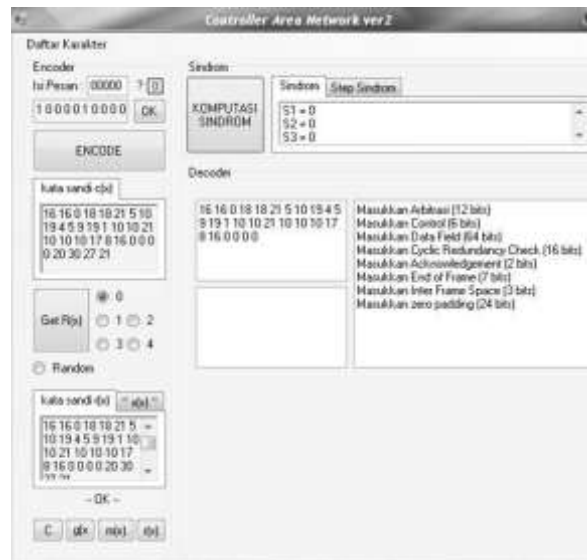 Controller Area Network ver2
Daftar Karakter
Encoder
Isi Pesan 00000 ? 0
1000010000 OK
ENCODE
kata sandi c(x)
16 16 0 18 18 21 5 10
19 4 5 9 19 1 10 10 21
10 10 10 17 8 16 0 0 0
0 20 30 27 21
Get R(x)
0
1 2
3 4
Random
kata sandi r(x)
16 16 0 18 18 21 5
10 19 4 5 9 19 1 10
10 21 10 10 10 17
8 16 0 0 0 0 20 30
-- OK --
C g(x m(x) r(x)
Sindrom
KOMPUTASI
SINDROM
Sindrom Step Sindrom
S1 = 0
S2 = 0
S3 = 0
Decoder
16 16 0 18 18 21 5 10 19 4 5
9 19 1 10 10 21 10 10 10 17
8 16 0 0 0 0
Masukkan Arbitrasi (12 bits)
Masukkan Control (6 bits)
Masukkan Data Field (64 bits)
Masukkan Cyclic Redundancy Check (16 bits)
Masukkan Acknowledgement (2 bits)
Masukkan End of Frame (7 bits)
Masukkan Inter Frame Space (3 bits)
Masukkan zero padding (24 bits)